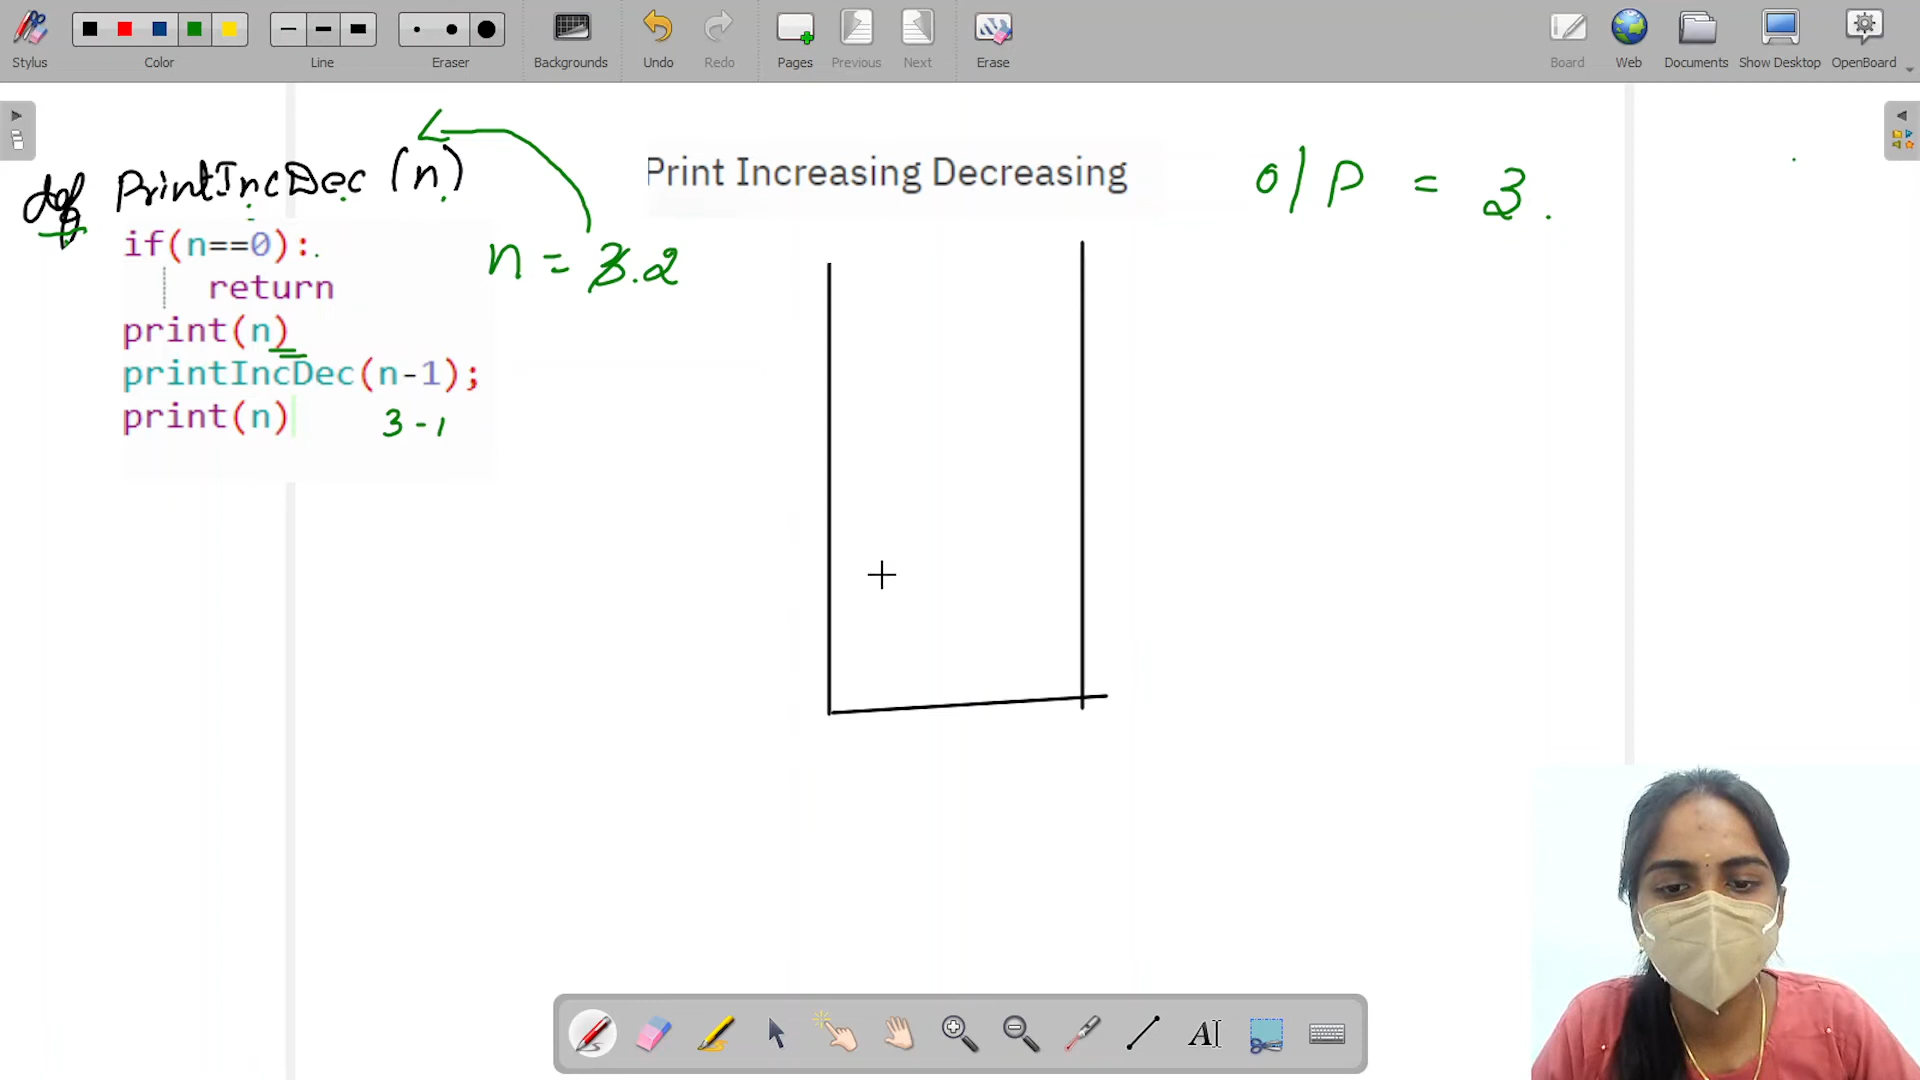 Stylus
Color
Line
Eraser
Backgrounds
Undo
Redo
Pages
Previous
Next
Erase
Board
Web
Documents
Show Desktop
OpenBoard
def PrintIncDec (n)
Print Increasing Decreasing
O/P = 3.
if(n==0):
n = 3.2
return
print(n)
printIncDec(n-1);
print(n)
3-1